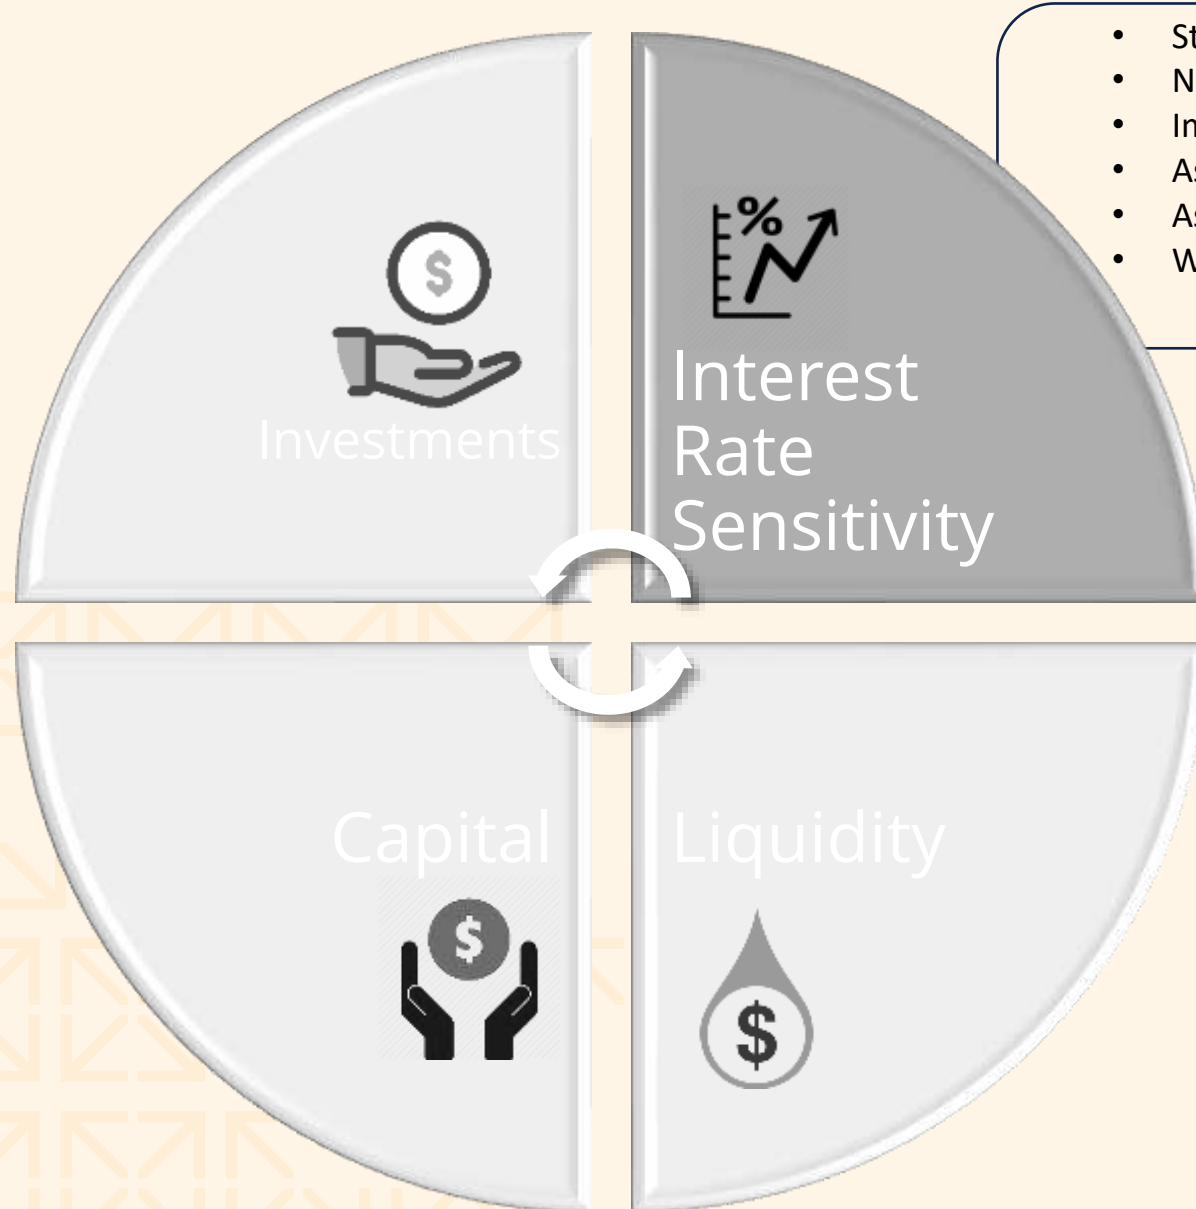 Investments
Interest
Rate
Sensitivity
Capital
Liquidity
$
$
$
%